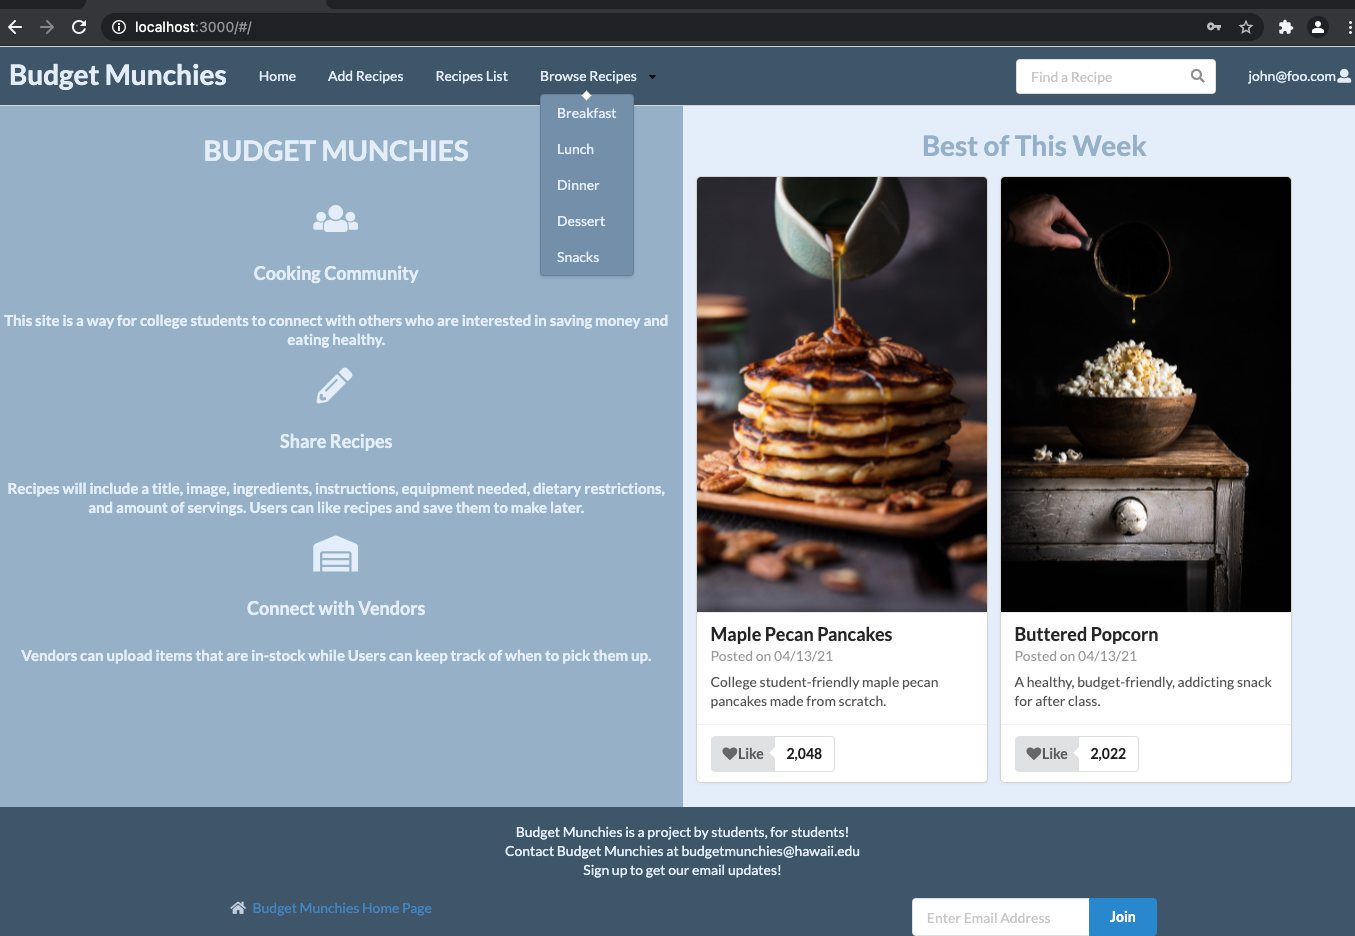 localhost:3000/#/
Budget Munchies
Home
Add Recipes
Recipes List
Browse Recipes
Find a Recipe
john@foo.com
Breakfast
Lunch
Dinner
Dessert
Snacks
BUDGET MUNCHIES
Cooking Community
This site is a way for college students to connect with others who are interested in saving money and
eating healthy.
Share Recipes
Recipes will include a title, image, ingredients, instructions, equipment needed, dietary restrictions,
and amount of servings. Users can like recipes and save them to make later.
Connect with Vendors
Vendors can upload items that are in-stock while Users can keep track of when to pick them up.
Best of This Week
Maple Pecan Pancakes
Posted on 04/13/21
College student-friendly maple pecan
pancakes made from scratch.
Like
2,048
Buttered Popcorn
Posted on 04/13/21
A healthy, budget-friendly, addicting snack
for after class.
Like
2,022
Budget Munchies is a project by students, for students!
Contact Budget Munchies at budgetmunchies@hawaii.edu
Sign up to get our email updates!
Budget Munchies Home Page
Enter Email Address
Join